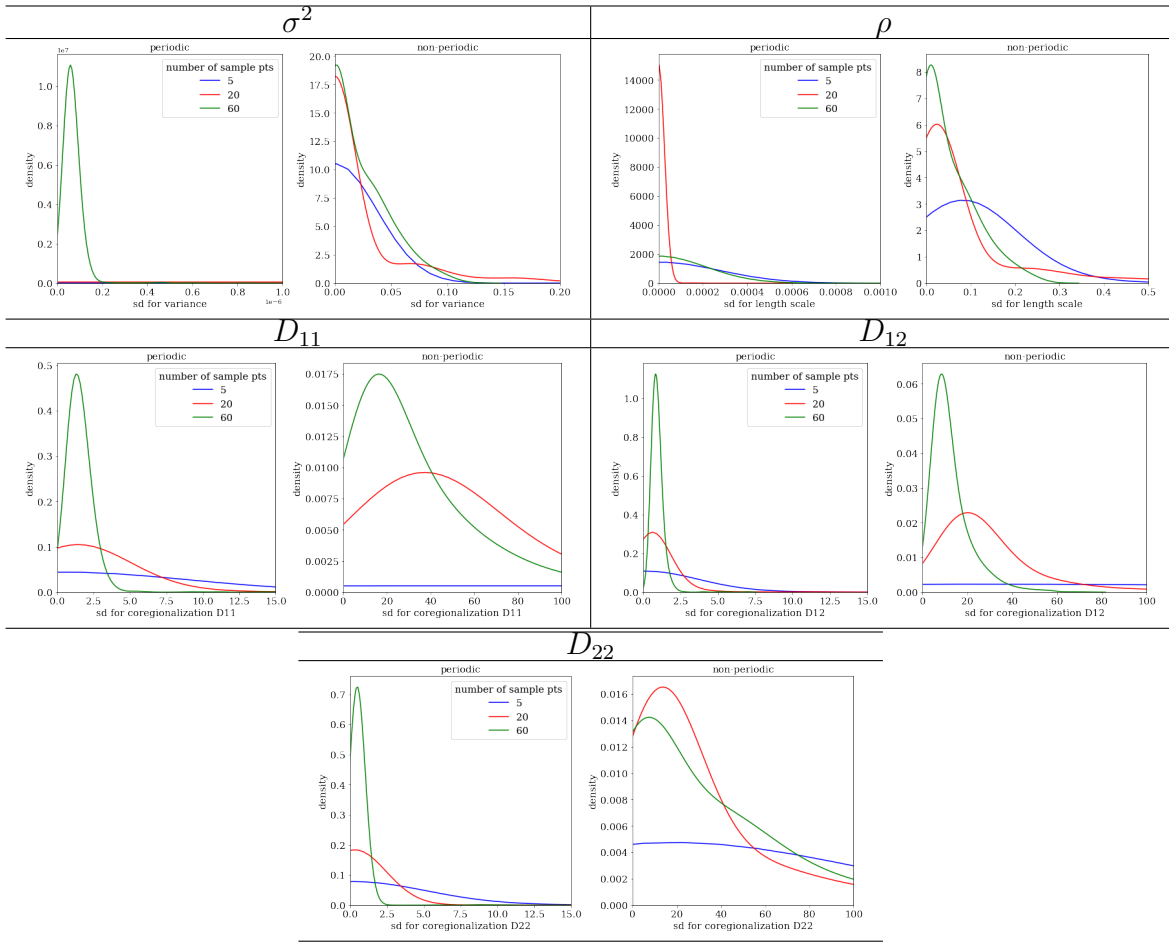 σ² ρ
periodic non-periodic periodic non-periodic
1e7
number of sample pts
5
20
60
1.0
0.8
0.6
0.4
0.2
0.0
density
0.0 0.2 0.4 0.6 0.8 1.0
1e−6
sd for variance
20.0
17.5
15.0
12.5
10.0
7.5
5.0
2.5
0.0
density
0.00 0.05 0.10 0.15 0.20
sd for variance
number of sample pts
5
20
60
14000
12000
10000
8000
6000
4000
2000
0
density
0.0000 0.0002 0.0004 0.0006 0.0008 0.0010
sd for length scale
8
7
6
5
4
3
2
1
0
density
0.0 0.1 0.2 0.3 0.4 0.5
sd for length scale
D₁₁ D₁₂
periodic non-periodic periodic non-periodic
number of sample pts
5
20
60
0.5
0.4
0.3
0.2
0.1
0.0
density
0.0 2.5 5.0 7.5 10.0 12.5 15.0
sd for coregionalization D11
0.0175
0.0150
0.0125
0.0100
0.0075
0.0050
0.0025
0.0000
density
0 20 40 60 80 100
sd for coregionalization D11
number of sample pts
5
20
60
1.0
0.8
0.6
0.4
0.2
0.0
density
0.0 2.5 5.0 7.5 10.0 12.5 15.0
sd for coregionalization D12
0.06
0.05
0.04
0.03
0.02
0.01
0.00
density
0 20 40 60 80 100
sd for coregionalization D12
D₂₂
periodic non-periodic
number of sample pts
5
20
60
0.7
0.6
0.5
0.4
0.3
0.2
0.1
0.0
density
0.0 2.5 5.0 7.5 10.0 12.5 15.0
sd for coregionalization D22
0.016
0.014
0.012
0.010
0.008
0.006
0.004
0.002
0.000
density
0 20 40 60 80 100
sd for coregionalization D22